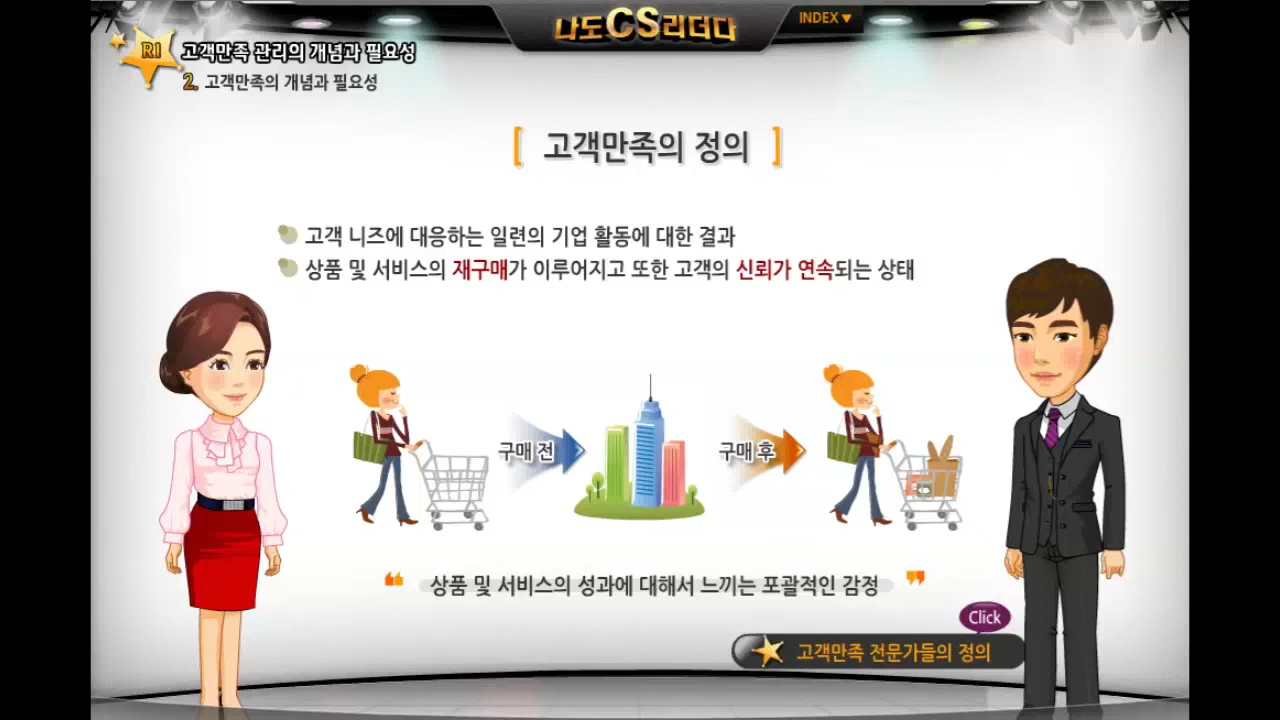 나도CS리더다
INDEX ▼
R1 고객만족 관리의 개념과 필요성
2. 고객만족의 개념과 필요성
[ 고객만족의 정의 ]
고객 니즈에 대응하는 일련의 기업 활동에 대한 결과
상품 및 서비스의 재구매가 이루어지고 또한 고객의 신뢰가 연속되는 상태
구매 전
구매 후
“ 상품 및 서비스의 성과에 대해서 느끼는 포괄적인 감정 ”
Click
고객만족 전문가들의 정의